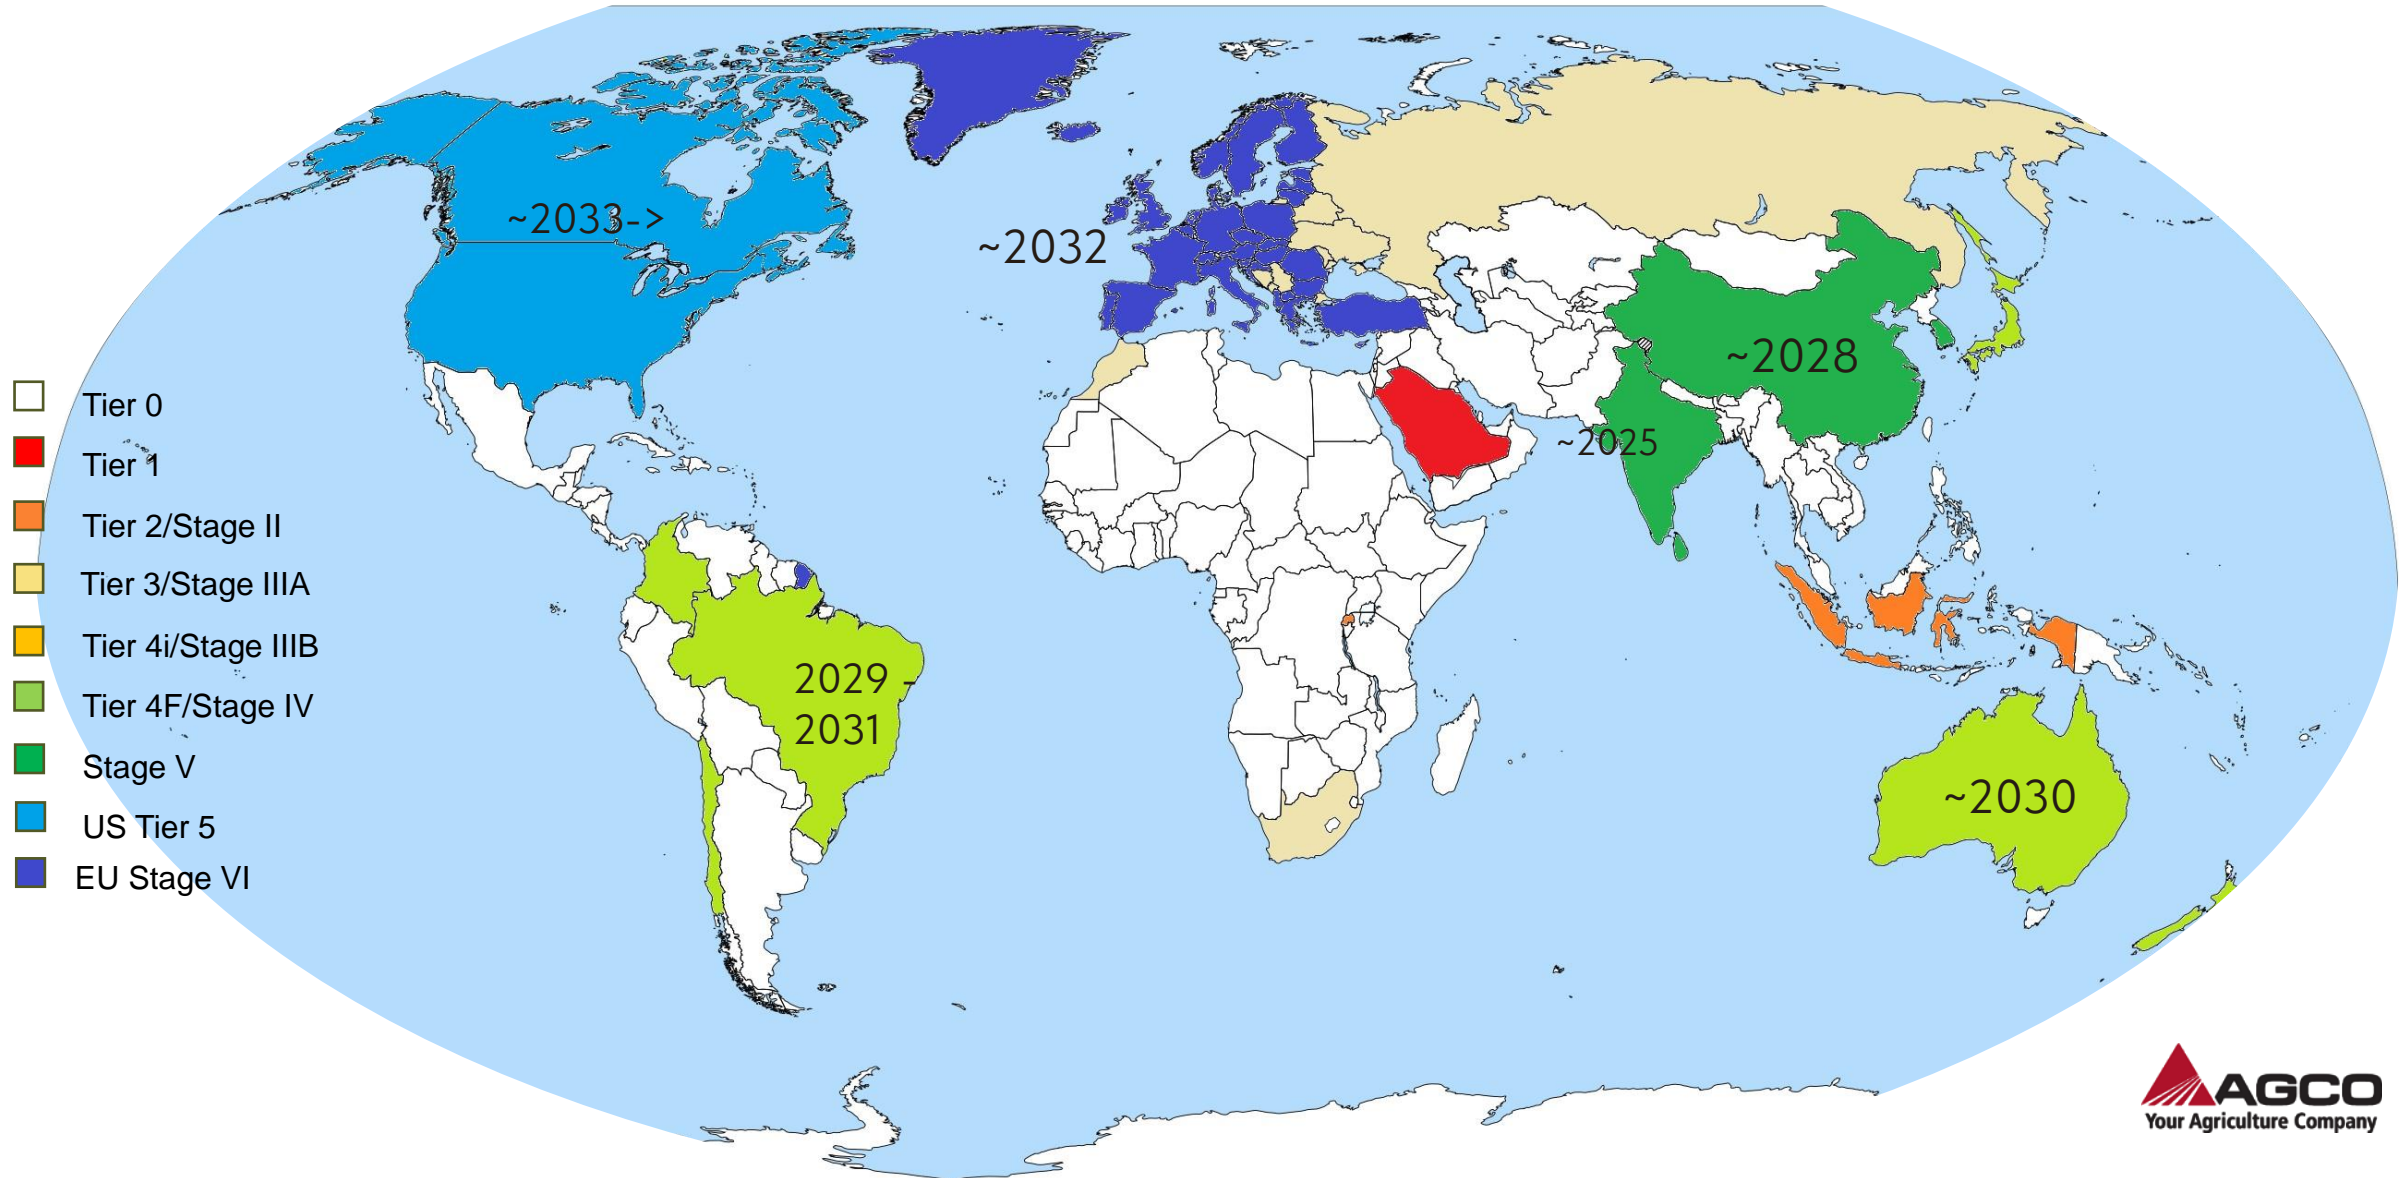 ~2033->
~2032
~2028
~2025
2029 -
2031
~2030
Tier 0
Tier 1
Tier 2/Stage II
Tier 3/Stage IIIA
Tier 4i/Stage IIIB
Tier 4F/Stage IV
Stage V
US Tier 5
EU Stage VI
AGCO
Your Agriculture Company